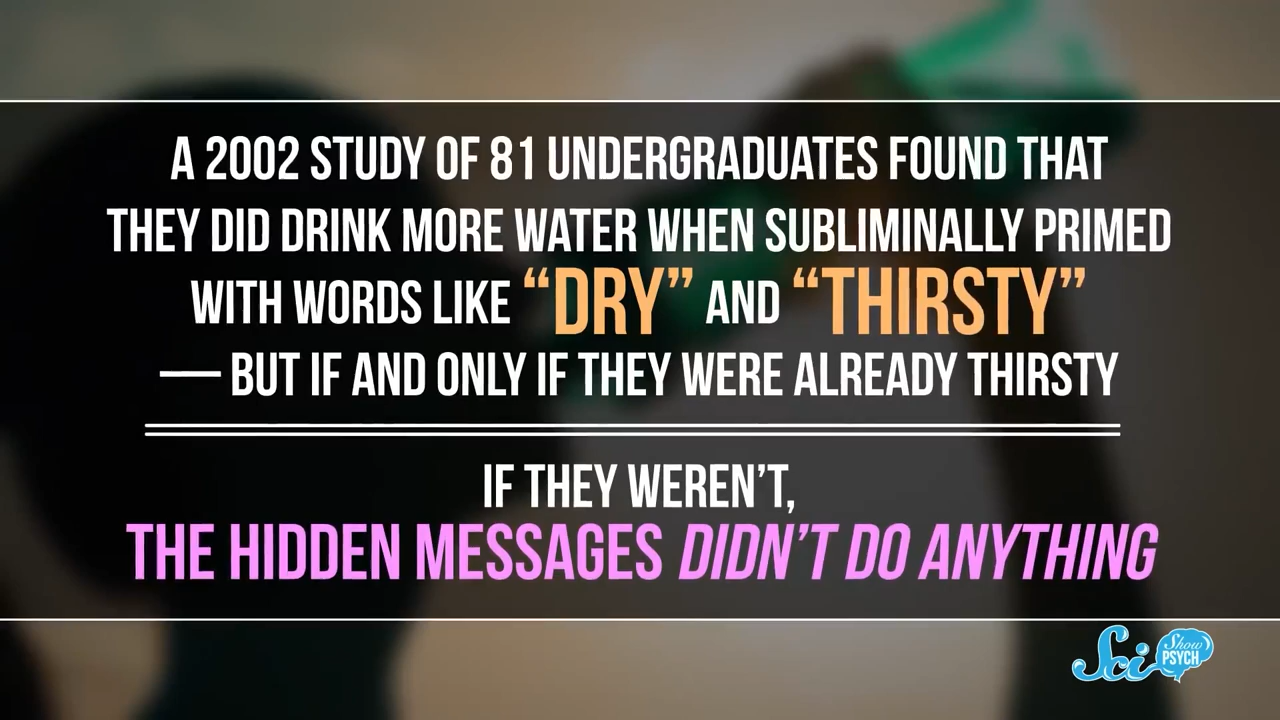 A 2002 STUDY OF 81 UNDERGRADUATES FOUND THAT
THEY DID DRINK MORE WATER WHEN SUBLIMINALLY PRIMED
WITH WORDS LIKE “DRY” AND “THIRSTY”
— BUT IF AND ONLY IF THEY WERE ALREADY THIRSTY
IF THEY WEREN’T,
THE HIDDEN MESSAGES DIDN’T DO ANYTHING
Sci Show
PSYCH